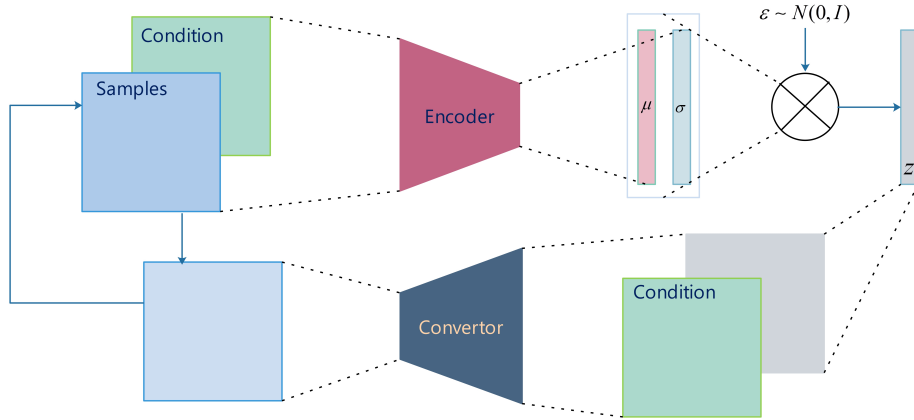 ε ~ N(0, I)
Condition
Samples
Encoder
μ
σ
z
Condition
Convertor